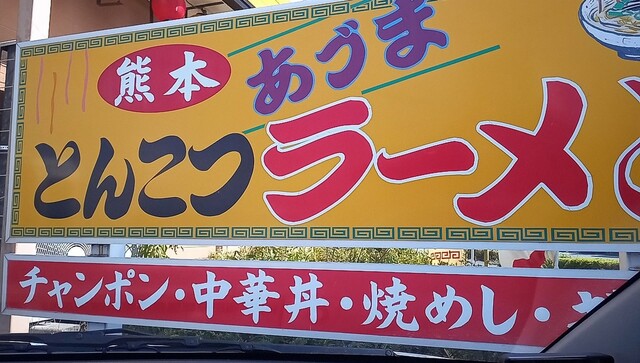 熊本 あづま
とんこつラーメ
チャンポン・中華丼・焼めし・